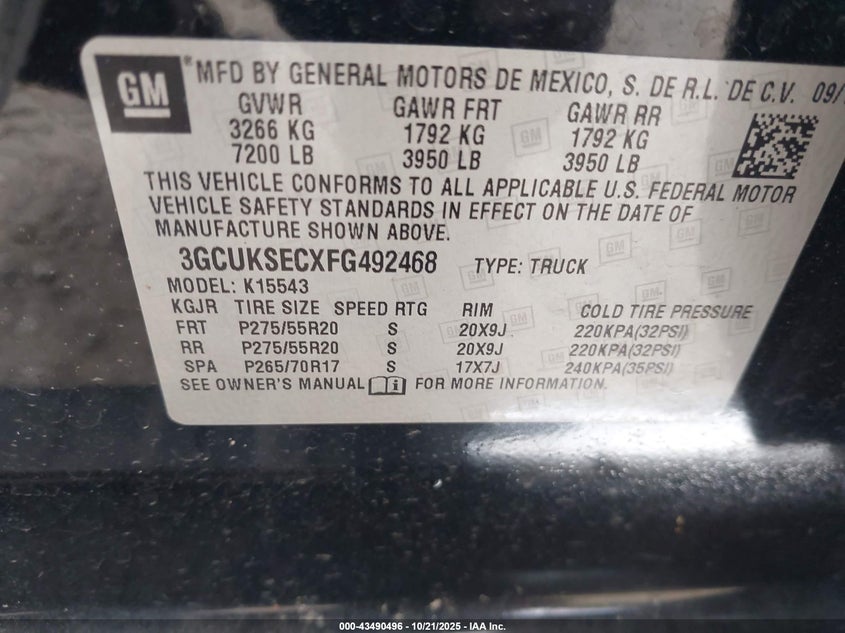 GM ® MFD BY GENERAL MOTORS DE MEXICO, S. DE R.L. DE C.V. 09/
GVWR GAWR FRT GAWR RR
3266 KG 1792 KG 1792 KG
7200 LB 3950 LB 3950 LB
THIS VEHICLE CONFORMS TO ALL APPLICABLE U.S. FEDERAL MOTOR
VEHICLE SAFETY STANDARDS IN EFFECT ON THE DATE OF
MANUFACTURE SHOWN ABOVE.
3GCUKSECXFG492468 TYPE: TRUCK
MODEL: K15543
KGJR TIRE SIZE SPEED RTG RIM COLD TIRE PRESSURE
FRT P275/55R20 S 20X9J 220KPA(32PSI)
RR P275/55R20 S 20X9J 220KPA(32PSI)
SPA P265/70R17 S 17X7J 240KPA(35PSI)
SEE OWNER'S MANUAL FOR MORE INFORMATION.
000-43490496 - 10/21/2025 - IAA Inc.